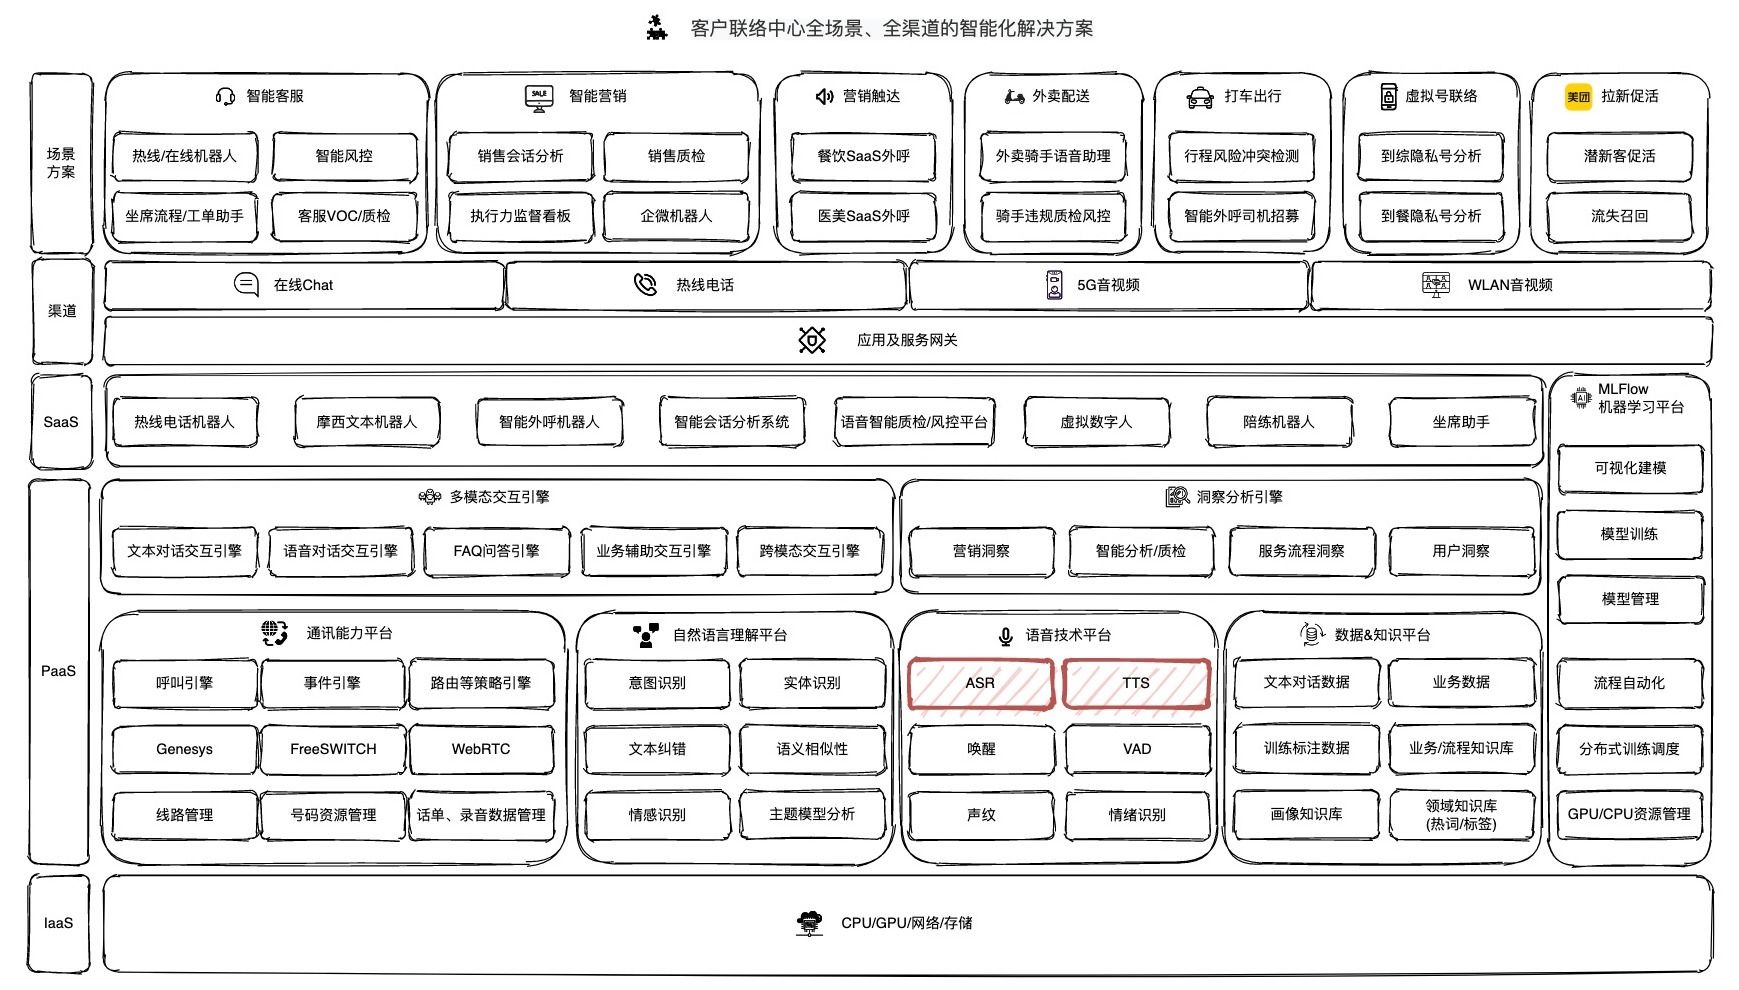 客户联络中心全场景、全渠道的智能化解决方案
场景
方案
智能客服
热线/在线机器人
智能风控
坐席流程/工单助手
客服VOC/质检
SALE
智能营销
销售会话分析
销售质检
执行力监督看板
企微机器人
营销触达
餐饮SaaS外呼
医美SaaS外呼
外卖配送
外卖骑手语音助理
骑手违规质检风控
打车出行
行程风险冲突检测
智能外呼司机招募
虚拟号联络
到综隐私号分析
到餐隐私号分析
美团
拉新促活
潜新客促活
流失召回
渠道
在线Chat
热线电话
5G音视频
WLAN音视频
应用及服务网关
SaaS
热线电话机器人
摩西文本机器人
智能外呼机器人
智能会话分析系统
语音智能质检/风控平台
虚拟数字人
陪练机器人
坐席助手
AI
MLFlow
机器学习平台
可视化建模
模型训练
模型管理
流程自动化
分布式训练调度
GPU/CPU资源管理
PaaS
多模态交互引擎
文本对话交互引擎
语音对话交互引擎
FAQ问答引擎
业务辅助交互引擎
跨模态交互引擎
洞察分析引擎
营销洞察
智能分析/质检
服务流程洞察
用户洞察
通讯能力平台
呼叫引擎
事件引擎
路由等策略引擎
Genesys
FreeSWITCH
WebRTC
线路管理
号码资源管理
话单、录音数据管理
自然语言理解平台
意图识别
实体识别
文本纠错
语义相似性
情感识别
主题模型分析
语音技术平台
ASR
TTS
唤醒
VAD
声纹
情绪识别
数据&知识平台
文本对话数据
业务数据
训练标注数据
业务/流程知识库
画像知识库
领域知识库
(热词/标签)
IaaS
CPU/GPU/网络/存储